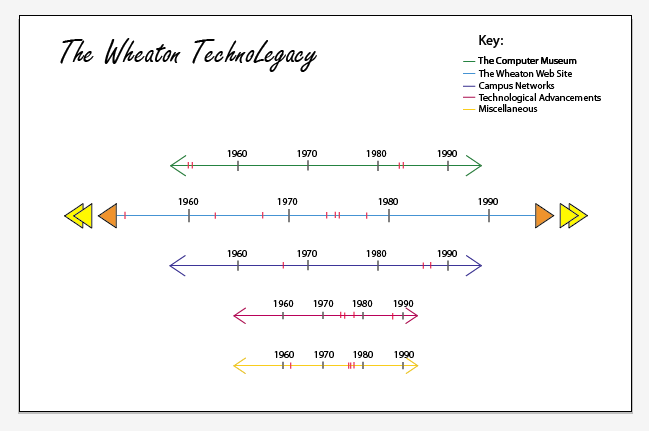 The Wheaton TechnoLegacy
Key:
The Computer Museum
The Wheaton Web Site
Campus Networks
Technological Advancements
Miscellaneous
1960 1970 1980 1990
1960 1970 1980 1990
1960 1970 1980 1990
1960 1970 1980 1990
1960 1970 1980 1990